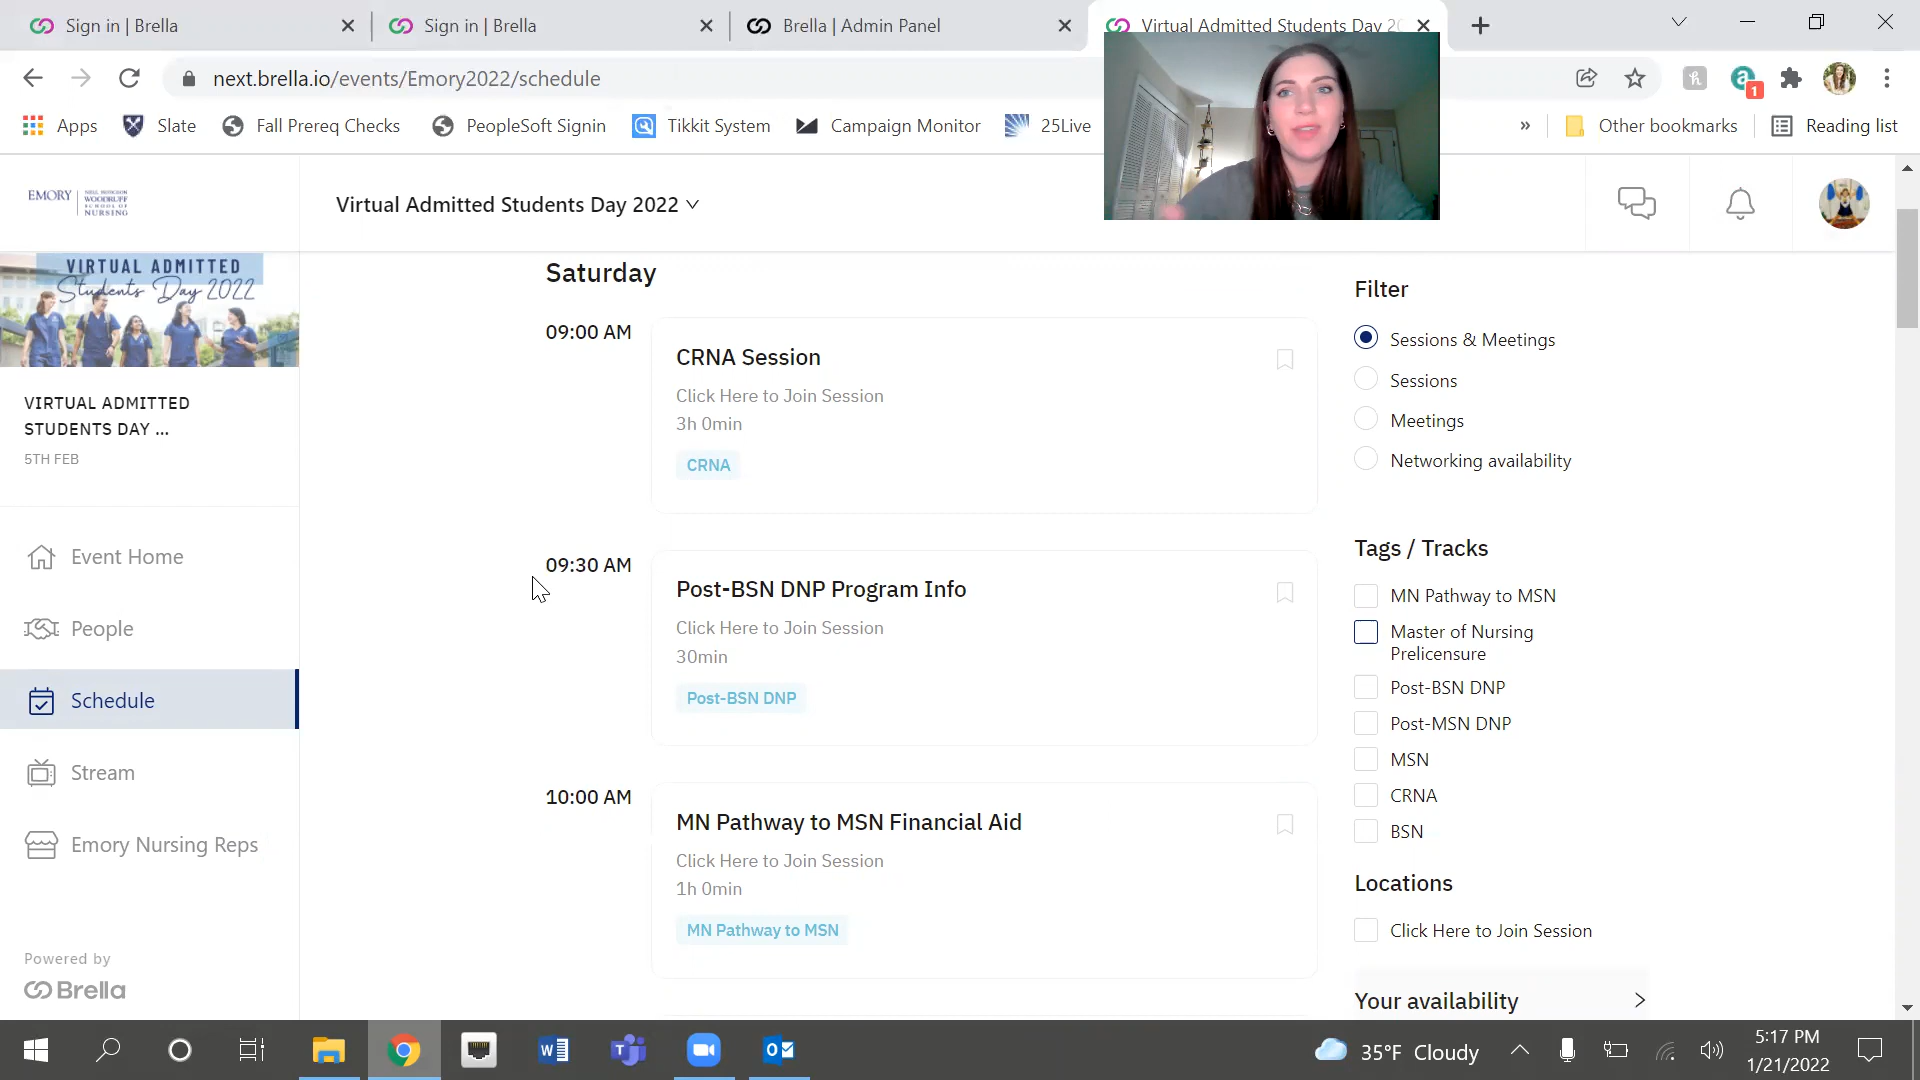 Sign in | Brella
Sign in | Brella
Brella | Admin Panel
Virtual Admitted Students Day 20
next.brella.io/events/Emory2022/schedule
1
Apps
Slate
Fall Prereq Checks
PeopleSoft Signin
Tikkit System
Campaign Monitor
25Live
»
Other bookmarks
Reading list
EMORY
NELL HODGSON
WOODRUFF
SCHOOL OF
NURSING
Virtual Admitted Students Day 2022
VIRTUAL ADMITTED
Students Day 2022
VIRTUAL ADMITTED
STUDENTS DAY ...
5TH FEB
Event Home
People
Schedule
Stream
Emory Nursing Reps
Powered by
Brella
Saturday
09:00 AM
CRNA Session
Click Here to Join Session
3h 0min
CRNA
09:30 AM
Post-BSN DNP Program Info
Click Here to Join Session
30min
Post-BSN DNP
10:00 AM
MN Pathway to MSN Financial Aid
Click Here to Join Session
1h 0min
MN Pathway to MSN
Filter
Sessions & Meetings
Sessions
Meetings
Networking availability
Tags / Tracks
MN Pathway to MSN
Master of Nursing
Prelicensure
Post-BSN DNP
Post-MSN DNP
MSN
CRNA
BSN
Locations
Click Here to Join Session
Your availability
35°F Cloudy
5:17 PM
1/21/2022